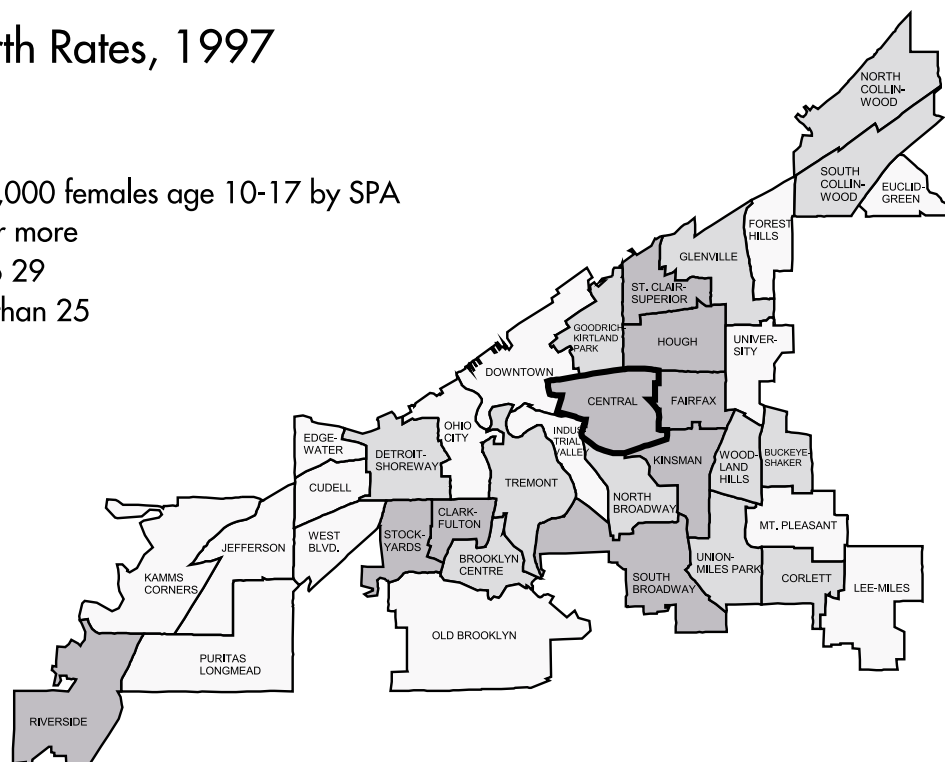 rth Rates, 1997
,000 females age 10-17 by SPA
r more
29
han 25
NORTH
COLLIN-
WOOD
SOUTH
COLLIN-
WOOD
EUCLID-
GREEN
FOREST
HILLS
GLENVILLE
ST. CLAIR-
SUPERIOR
GOODRICH-
KIRTLAND
PARK
HOUGH
UNIVER-
SITY
DOWNTOWN
CENTRAL
FAIRFAX
OHIO
CITY
INDUS-
TRIAL
VALLEY
EDGE-
WATER
DETROIT-
SHOREWAY
KINSMAN
WOOD-
LAND
HILLS
BUCKEYE-
SHAKER
CUDELL
TREMONT
NORTH
BROADWAY
CLARK-
FULTON
MT. PLEASANT
STOCK-
YARDS
WEST
BLVD.
JEFFERSON
BROOKLYN
CENTRE
UNION-
MILES PARK
KAMMS
CORNERS
SOUTH
BROADWAY
CORLETT
LEE-MILES
OLD BROOKLYN
PURITAS
LONGMEAD
RIVERSIDE